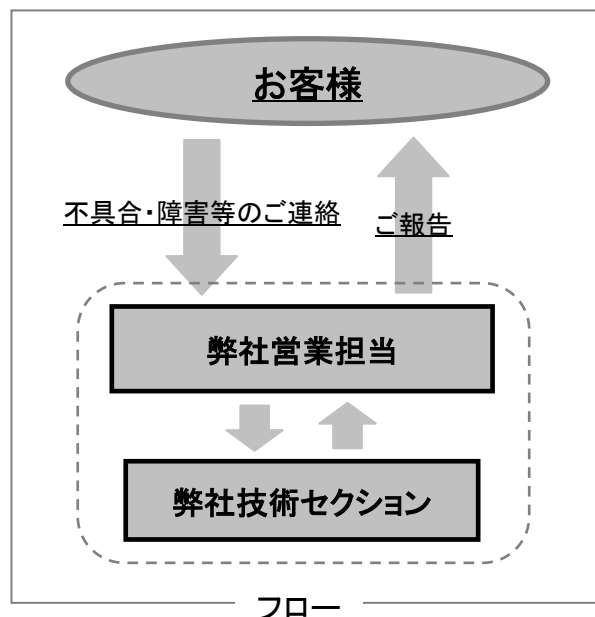 お客様
不具合・障害等のご連絡
ご報告
弊社営業担当
弊社技術セクション
フロー